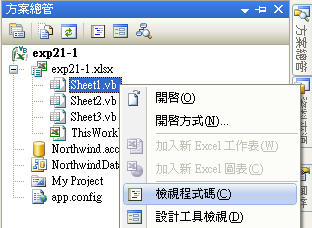 方案總管
exp21-1
exp21-1.xlsx
Sheet1.vb
Sheet2.vb
Sheet3.vb
ThisWork
Northwind.acc
NorthwindData
My Project
app.config
開啟(O)
開啟方式(N)...
加入新 Excel 工作表(W)
加入新 Excel 圖表(C)
檢視程式碼(C)
設計工具檢視(D)
方案總管